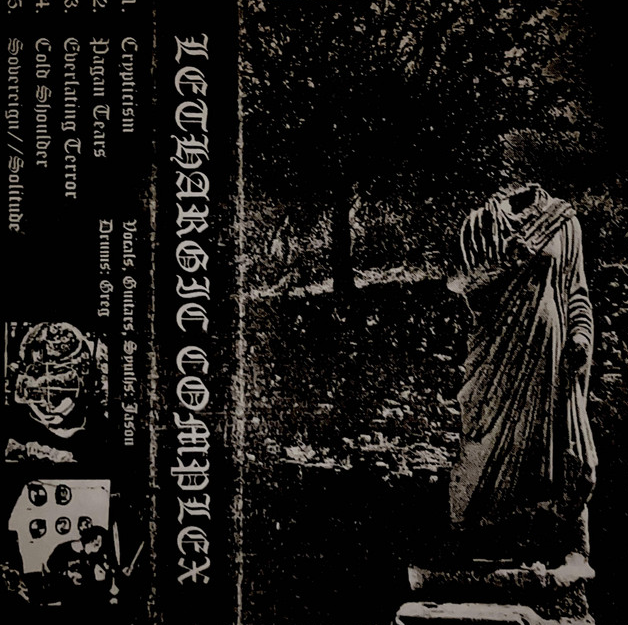 1. Crypticism
2. Pagan Tears
3. Everlating Terror
4. Cold Shoulder
5. Sovereign//Solitude
Vocals, Guitars, Synths: Jason
Drums: Greg
LETHARGIC COMPLEX